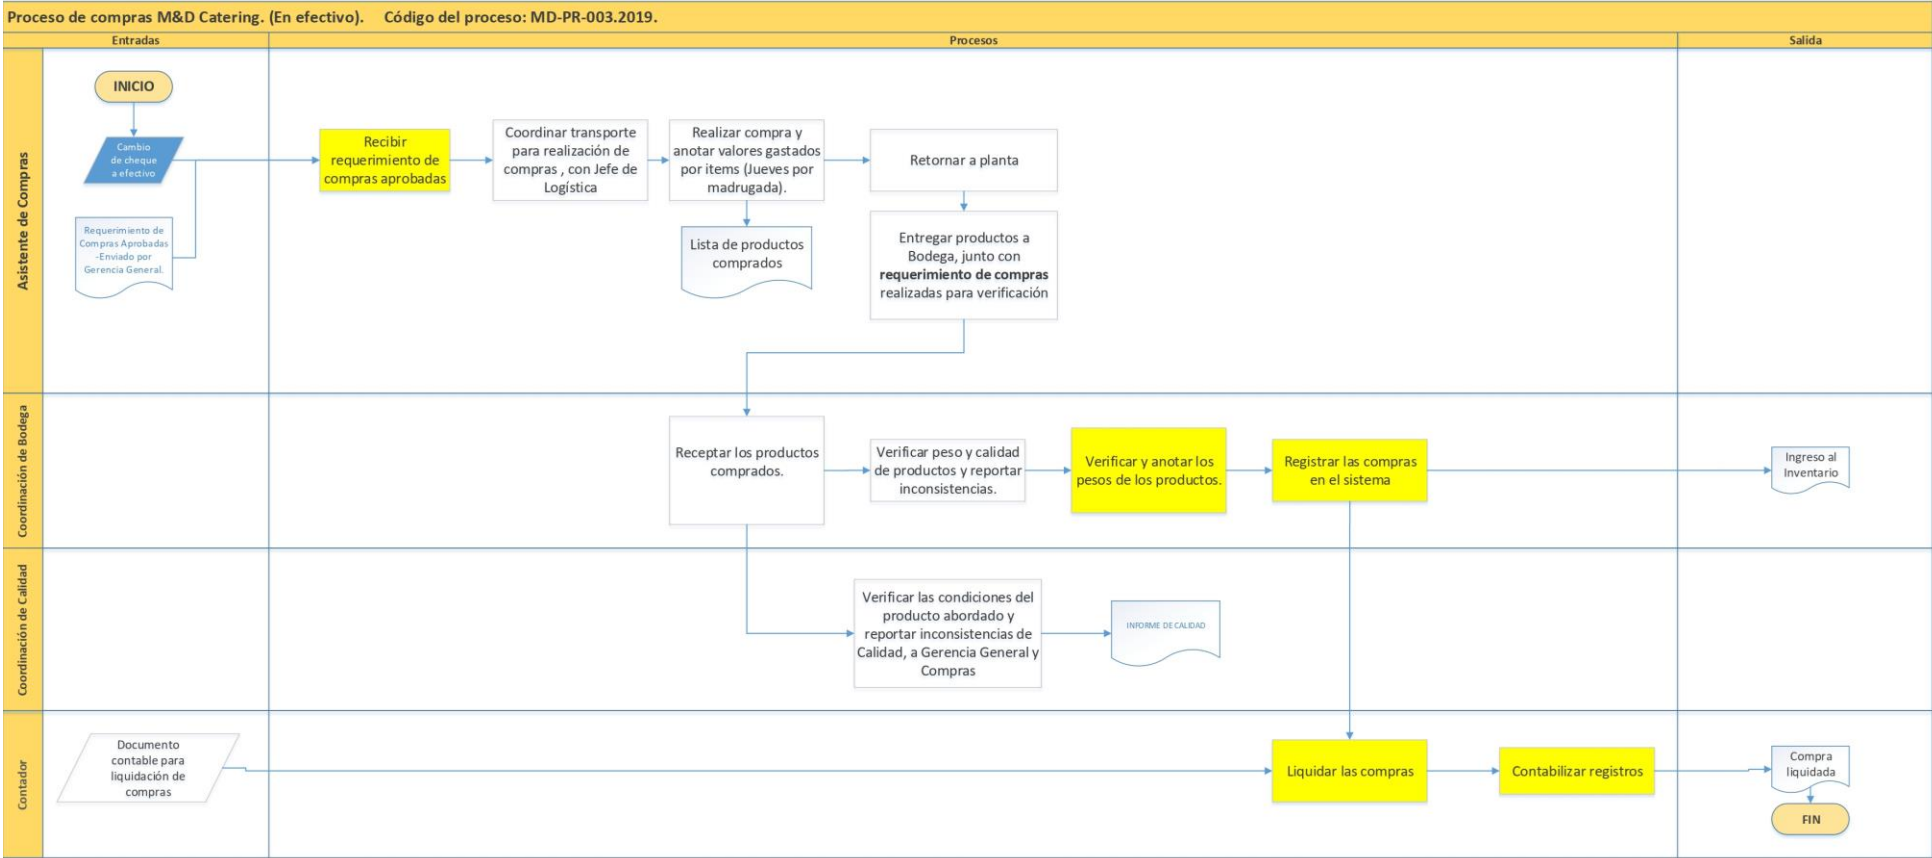 Proceso de compras M&D Catering. (En efectivo). Código del proceso: MD-PR-003.2019.
Entradas
Procesos
Salida
Asistente de Compras
INICIO
Cambio
de cheque
a efectivo
Requerimiento de
Compras Aprobadas
-Enviado por
Gerencia General.
Recibir
requerimiento de
compras aprobadas
Coordinar transporte
para realización de
compras , con Jefe de
Logística
Realizar compra y
anotar valores gastados
por items (Jueves por
madrugada).
Lista de productos
comprados
Retornar a planta
Entregar productos a
Bodega, junto con
requerimiento de compras
realizadas para verificación
Coordinación de Bodega
Receptar los productos
comprados.
Verificar peso y calidad
de productos y reportar
inconsistencias.
Verificar y anotar los
pesos de los productos.
Registrar las compras
en el sistema
Ingreso al
Inventario
Coordinación de Calidad
Verificar las condiciones del
producto abordado y
reportar inconsistencias de
Calidad, a Gerencia General y
Compras
INFORME DE CALIDAD
Contador
Documento
contable para
liquidación de
compras
Liquidar las compras
Contabilizar registros
Compra
liquidada
FIN